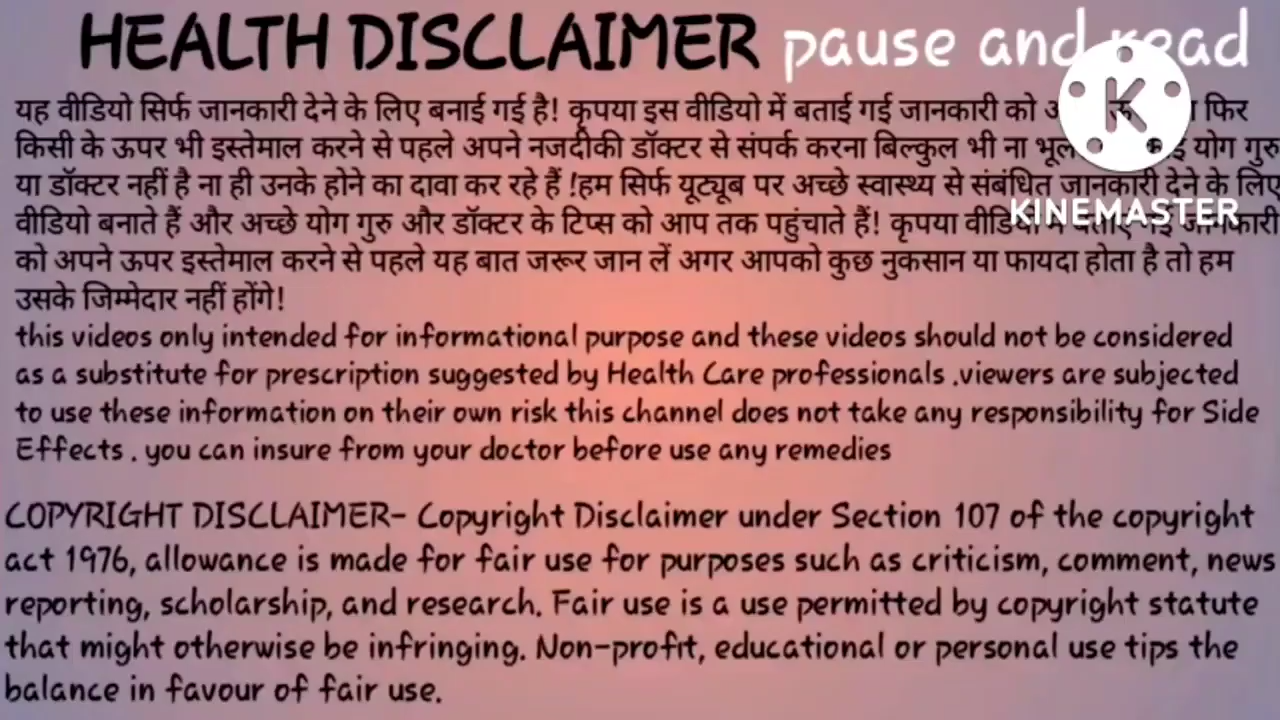 HEALTH DISCLAIMER pause and read
यह वीडियो सिर्फ जानकारी देने के लिए बनाई गई है! कृपया इस वीडियो में बताई गई जानकारी को फिर
किसी के ऊपर भी इस्तेमाल करने से पहले अपने नजदीकी डॉक्टर से संपर्क करना बिल्कुल भी ना योग गुरु
या डॉक्टर नहीं है ना ही उनके होने का दावा कर रहे हैं !हम सिर्फ यूट्यूब पर अच्छे स्वास्थ्य से संबंधित जानकारी देने के लिए
वीडियो बनाते हैं और अच्छे योग गुरु और डॉक्टर के टिप्स को आप तक पहुंचाते हैं! कृपया जानकारी
को अपने ऊपर इस्तेमाल करने से पहले यह बात जरूर जान लें अगर आपको कुछ नुकसान या फायदा होता है तो हम
उसके जिम्मेदार नहीं होंगे!
KINEMASTER
this videos only intended for informational purpose and these videos should not be considered
as a substitute for prescription suggested by Health Care professionals .viewers are subjected
to use these information on their own risk this channel does not take any responsibility for Side
Effects . you can insure from your doctor before use any remedies
COPYRIGHT DISCLAIMER- Copyright Disclaimer under Section 107 of the copyright
act 1976, allowance is made for fair use for purposes such as criticism, comment, news
reporting, scholarship, and research. Fair use is a use permitted by copyright statute
that might otherwise be infringing. Non-profit, educational or personal use tips the
balance in favour of fair use.